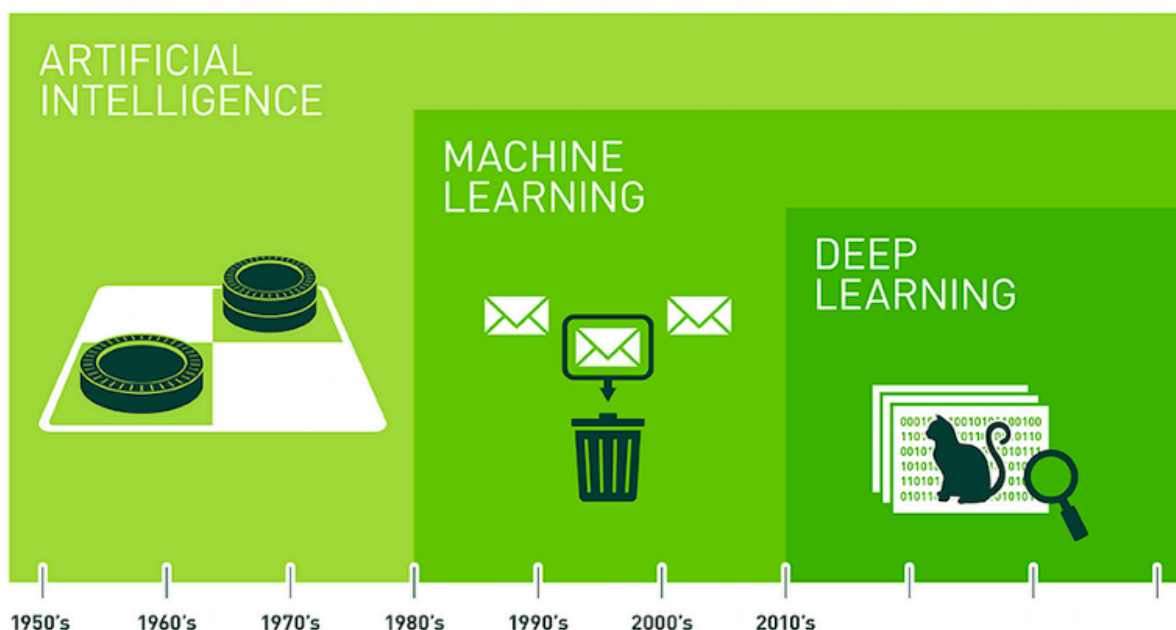 ARTIFICIAL
INTELLIGENCE
MACHINE
LEARNING
DEEP
LEARNING
1950's 1960's 1970's 1980's 1990's 2000's 2010's